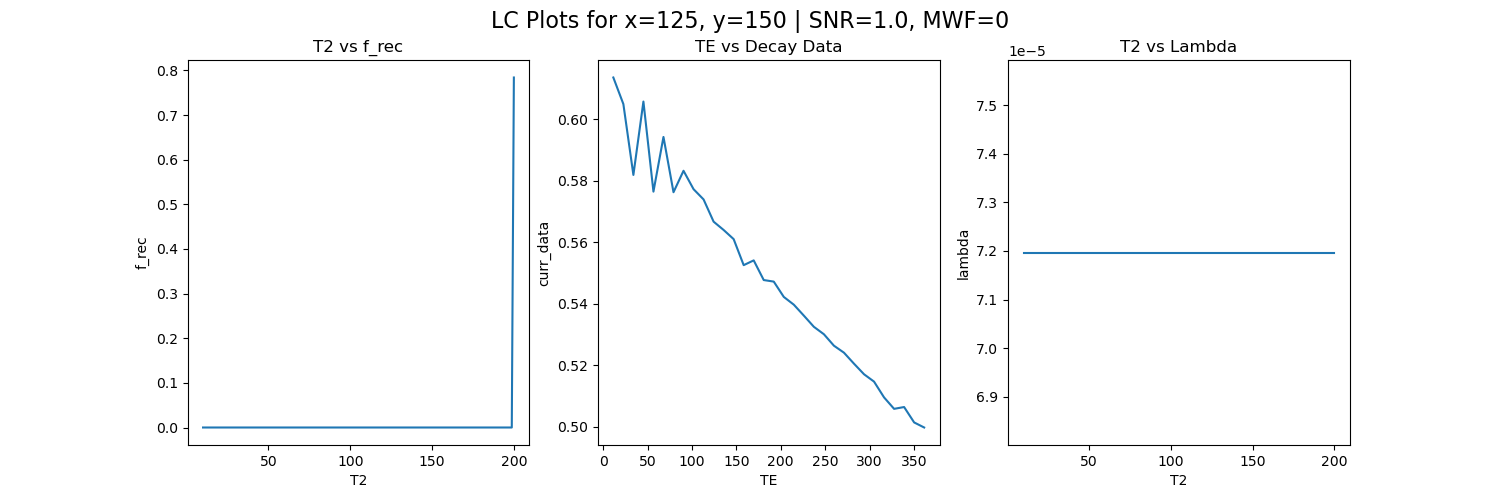 LC Plots for x=125, y=150 | SNR=1.0, MWF=0
T2 vs f_rec
0.8
0.7
0.6
0.5
0.4
0.3
0.2
0.1
0.0
f_rec
50 100 150 200
T2
TE vs Decay Data
0.60
0.58
0.56
0.54
0.52
0.50
curr_data
0 50 100 150 200 250 300 350
TE
T2 vs Lambda
1e−5
7.5
7.4
7.3
7.2
7.1
7.0
6.9
lambda
50 100 150 200
T2